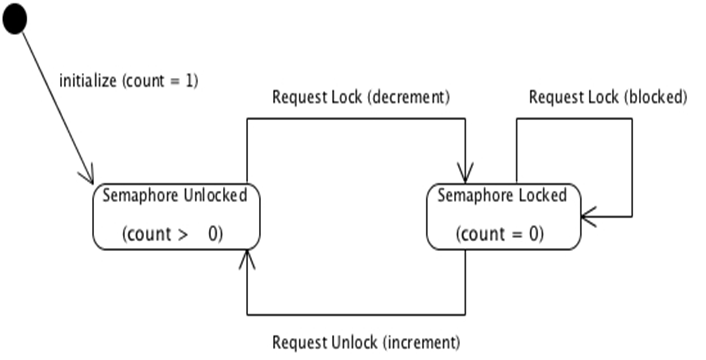 initialize (count = 1)
Request Lock (decrement)
Request Lock (blocked)
Semaphore Unlocked
(count > 0)
Semaphore Locked
(count = 0)
Request Unlock (increment)